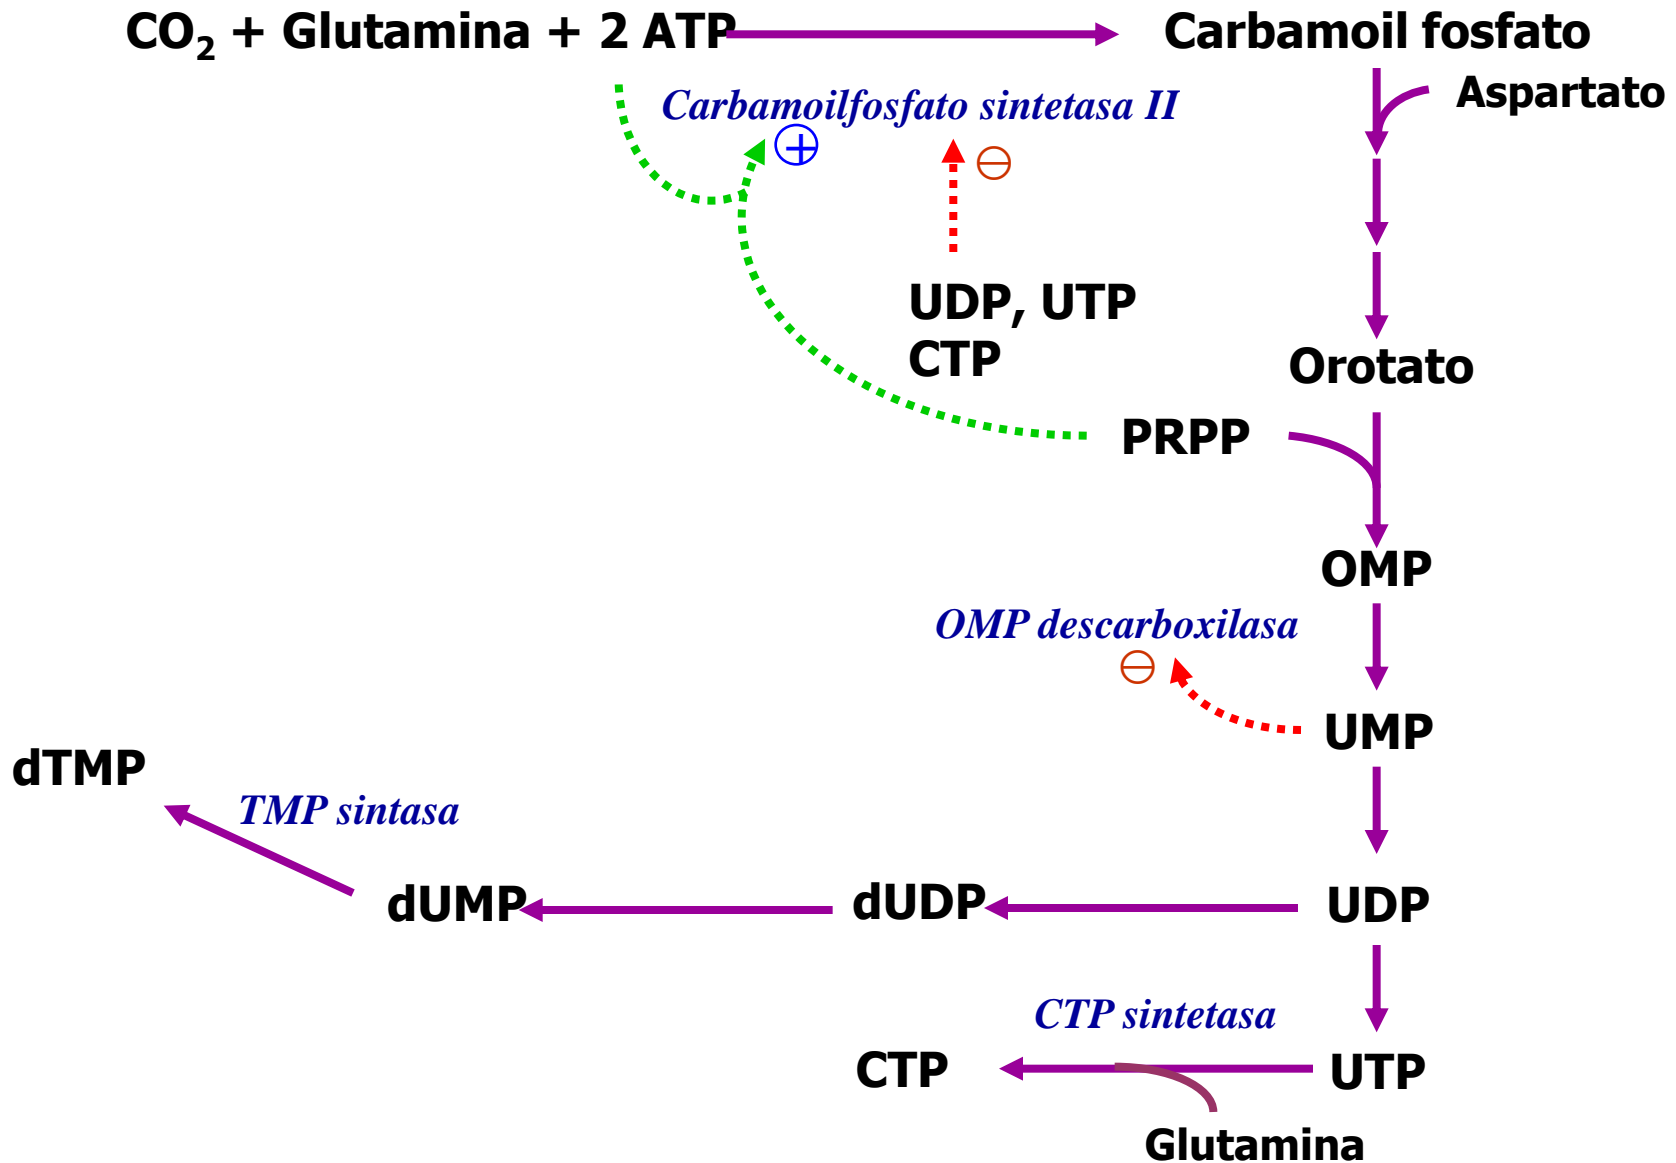 CO2 + Glutamina + 2 ATP
Carbamoil fosfato
Aspartato
Carbamoilfosfato sintetasa II
+
−
UDP, UTP
CTP
Orotato
PRPP
OMP
OMP descarboxilasa
−
UMP
dTMP
TMP sintasa
dUMP
dUDP
UDP
CTP sintetasa
CTP
UTP
Glutamina